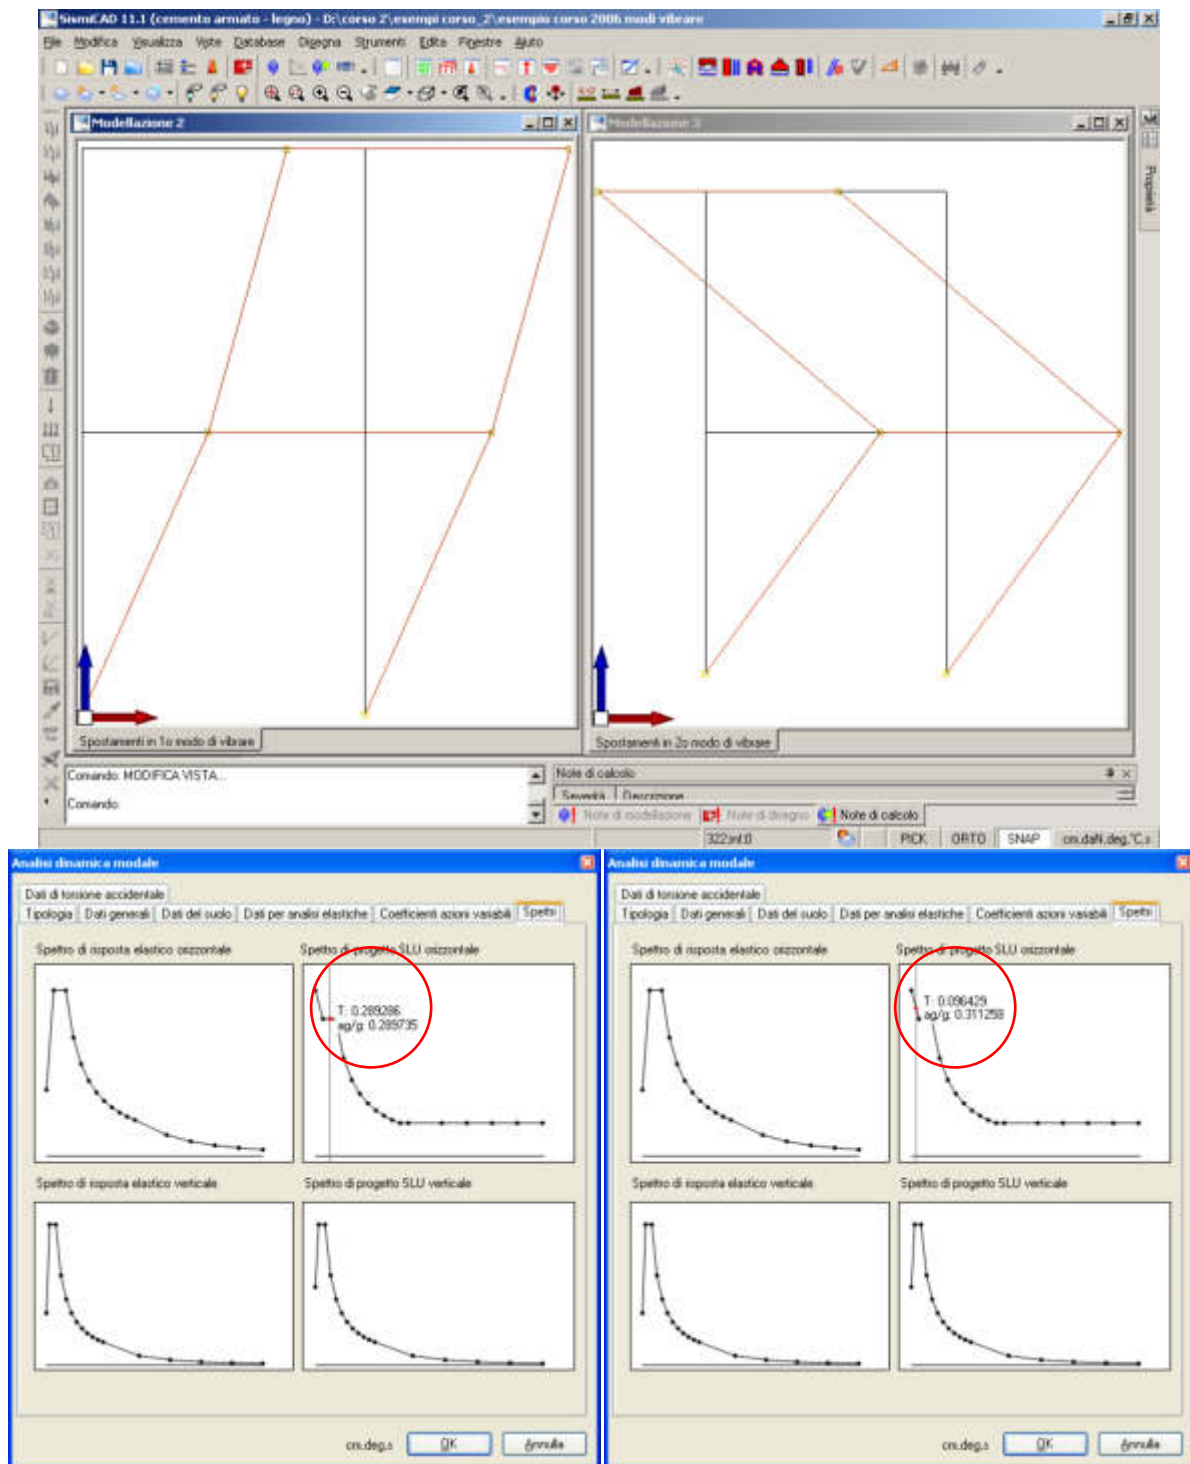 SismiCAD 11.1 (cemento armato - legno) - D:\corso 2\esempi corso_2\esempio corso 2006 modi vibrare
File Modifica Visualizza Viste Database Disegna Strumenti Edita Finestre Aiuto
Modellazione 2
Modellazione 3
Proprietà
Spostamenti in 1o modo di vibrare
Spostamenti in 2o modo di vibrare
Comando: MODIFICA VISTA...
Comando:
Note di calcolo
Severità Descrizione
Note di modellazione Note di disegno Note di calcolo
PICK ORTO SNAP cm.daN.deg.°C.s
Analisi dinamica modale
Dati di torsione accidentale
Tipologia Dati generali Dati del suolo Dati per analisi elastiche Coefficienti azioni variabili Spettri
Spettro di risposta elastico orizzontale Spettro di progetto SLU orizzontale
T: 0.289286
ag/g: 0.289735
Spettro di risposta elastico verticale Spettro di progetto SLU verticale
cm.deg.s OK Annulla
Analisi dinamica modale
Dati di torsione accidentale
Tipologia Dati generali Dati del suolo Dati per analisi elastiche Coefficienti azioni variabili Spettri
Spettro di risposta elastico orizzontale Spettro di progetto SLU orizzontale
T: 0.096429
ag/g: 0.311258
Spettro di risposta elastico verticale Spettro di progetto SLU verticale
cm.deg.s OK Annulla